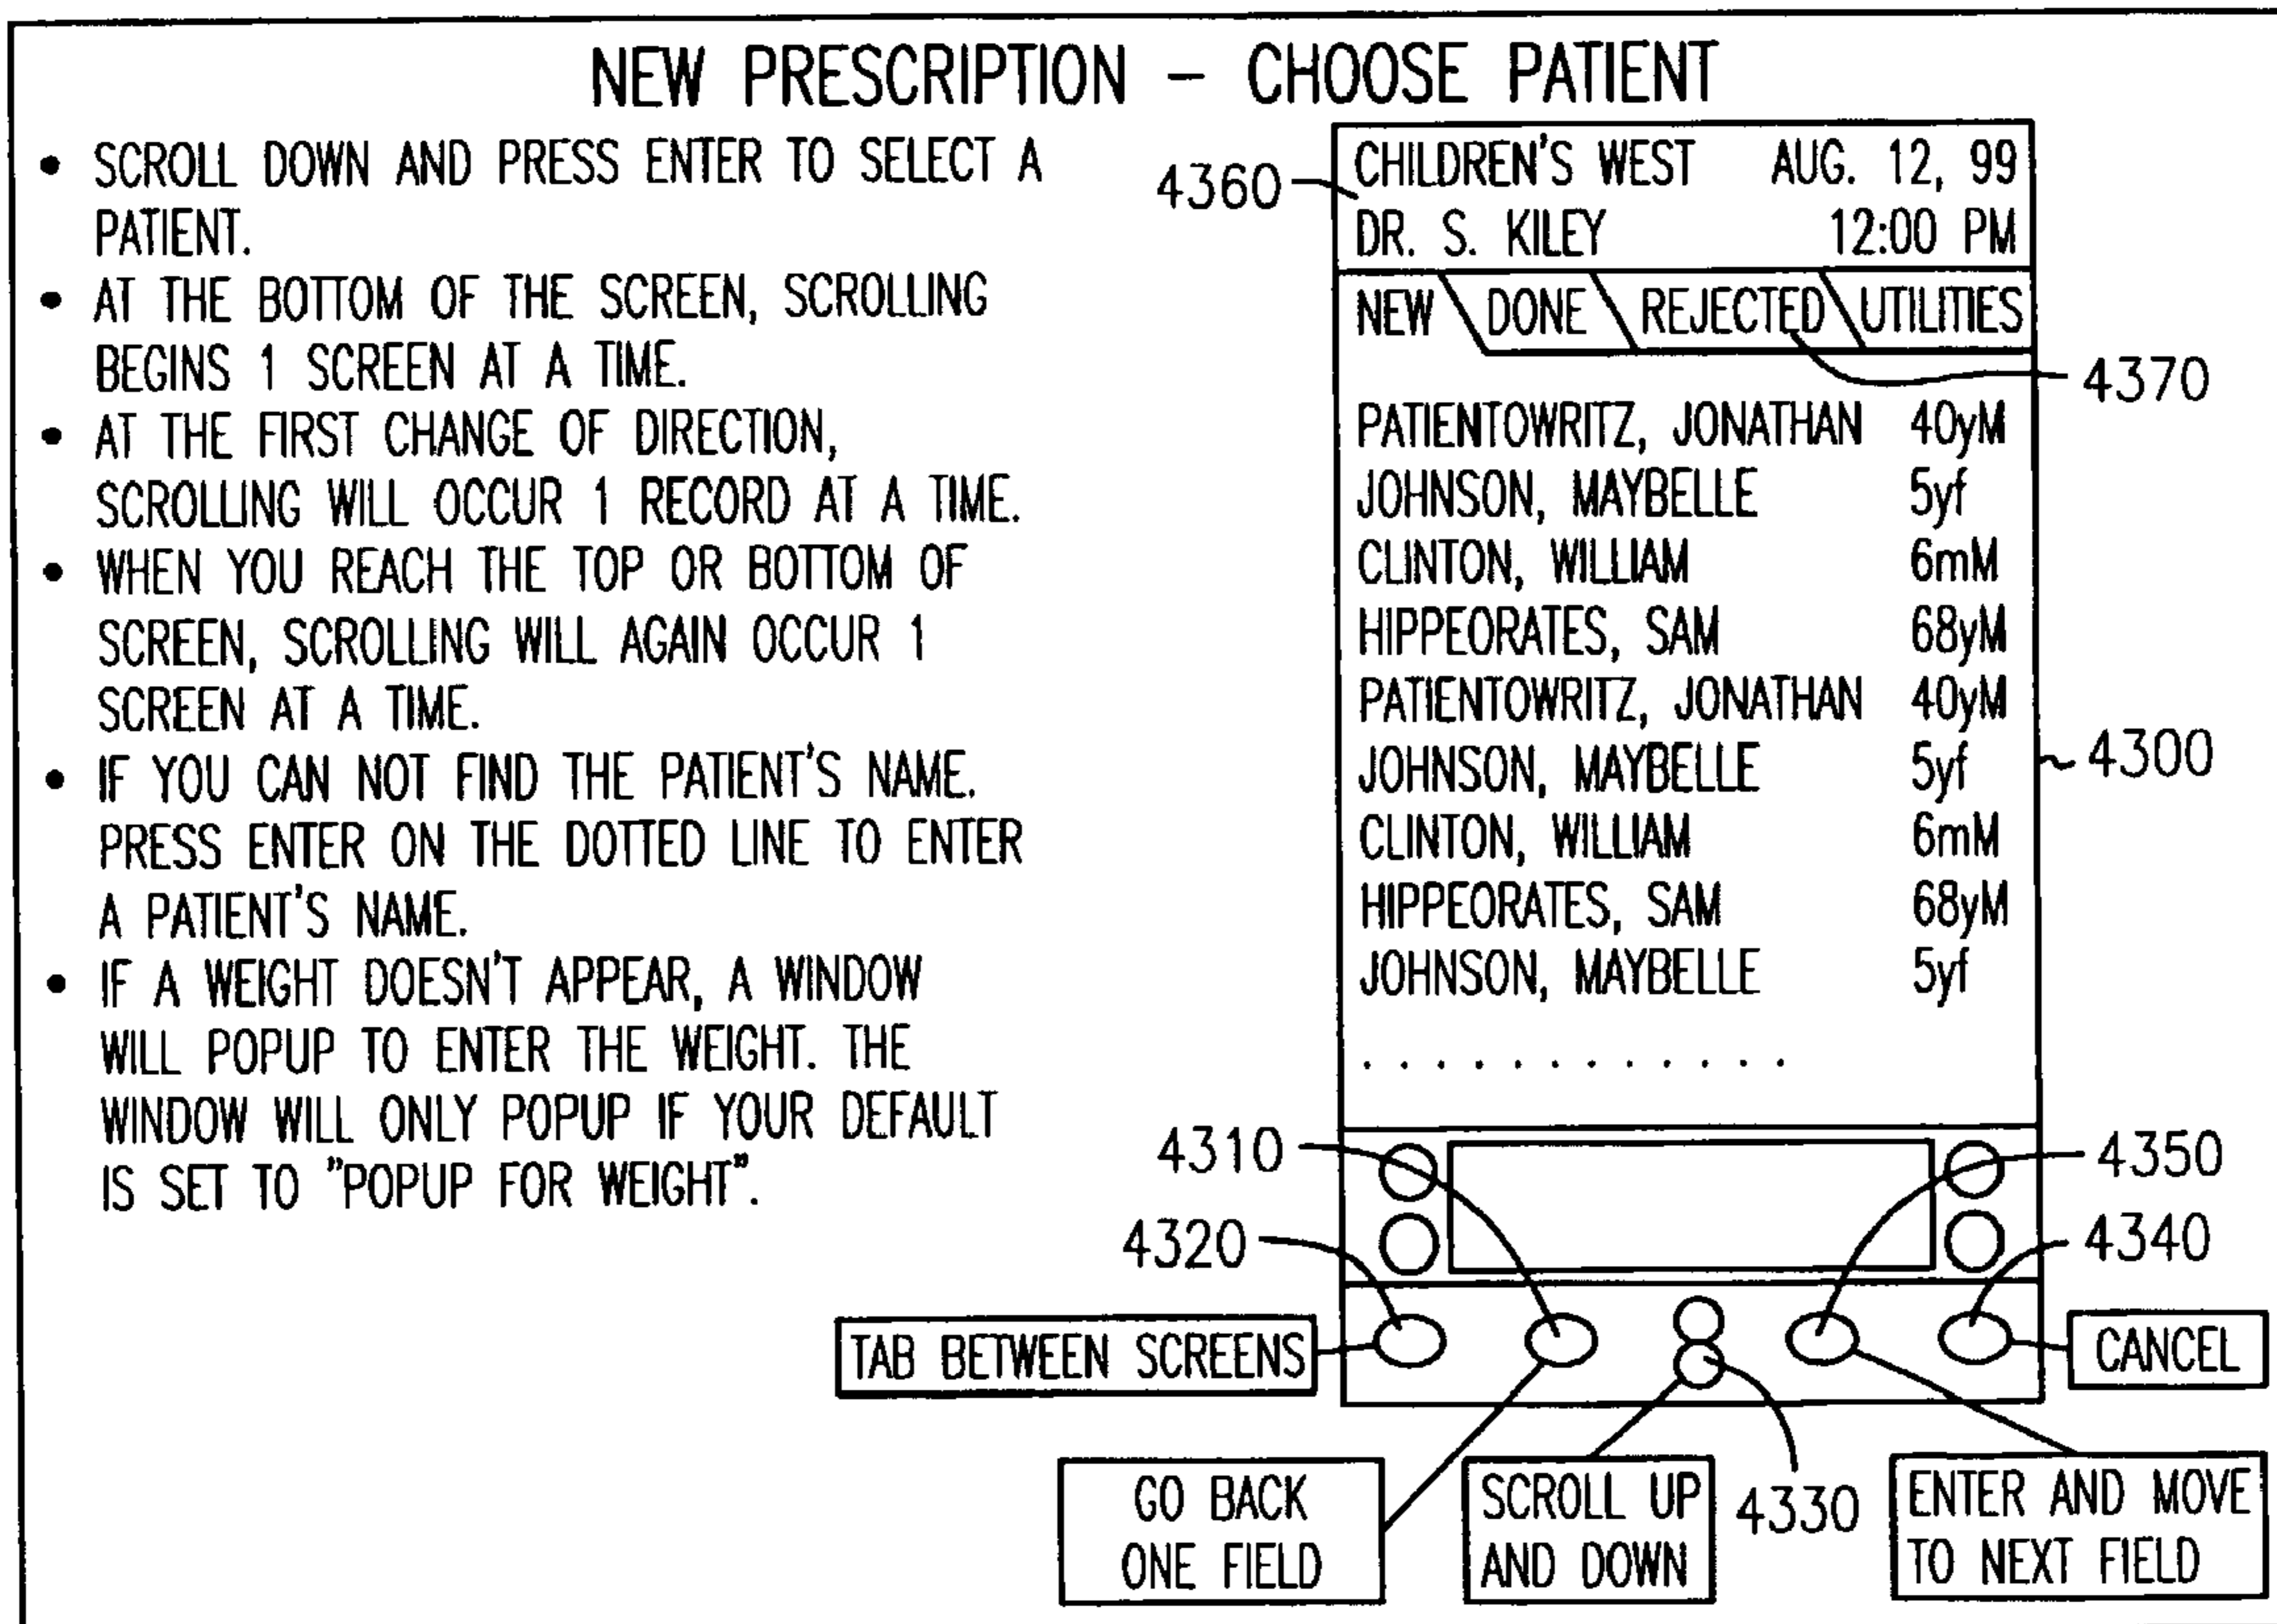 NEW PRESCRIPTION – CHOOSE PATIENT
• SCROLL DOWN AND PRESS ENTER TO SELECT A
PATIENT.
• AT THE BOTTOM OF THE SCREEN, SCROLLING
BEGINS 1 SCREEN AT A TIME.
• AT THE FIRST CHANGE OF DIRECTION,
SCROLLING WILL OCCUR 1 RECORD AT A TIME.
• WHEN YOU REACH THE TOP OR BOTTOM OF
SCREEN, SCROLLING WILL AGAIN OCCUR 1
SCREEN AT A TIME.
• IF YOU CAN NOT FIND THE PATIENT'S NAME.
PRESS ENTER ON THE DOTTED LINE TO ENTER
A PATIENT'S NAME.
• IF A WEIGHT DOESN'T APPEAR, A WINDOW
WILL POPUP TO ENTER THE WEIGHT. THE
WINDOW WILL ONLY POPUP IF YOUR DEFAULT
IS SET TO "POPUP FOR WEIGHT".
4360
CHILDREN'S WEST AUG. 12, 99
DR. S. KILEY 12:00 PM
NEW DONE REJECTED UTILITIES
4370
PATIENTOWRITZ, JONATHAN 40yM
JOHNSON, MAYBELLE 5yf
CLINTON, WILLIAM 6mM
HIPPEORATES, SAM 68yM
PATIENTOWRITZ, JONATHAN 40yM
JOHNSON, MAYBELLE 5yf
4300
CLINTON, WILLIAM 6mM
HIPPEORATES, SAM 68yM
JOHNSON, MAYBELLE 5yf
. . . . . . . . . . . .
4310
4350
4320
4340
TAB BETWEEN SCREENS
CANCEL
GO BACK
ONE FIELD
SCROLL UP
AND DOWN
4330
ENTER AND MOVE
TO NEXT FIELD